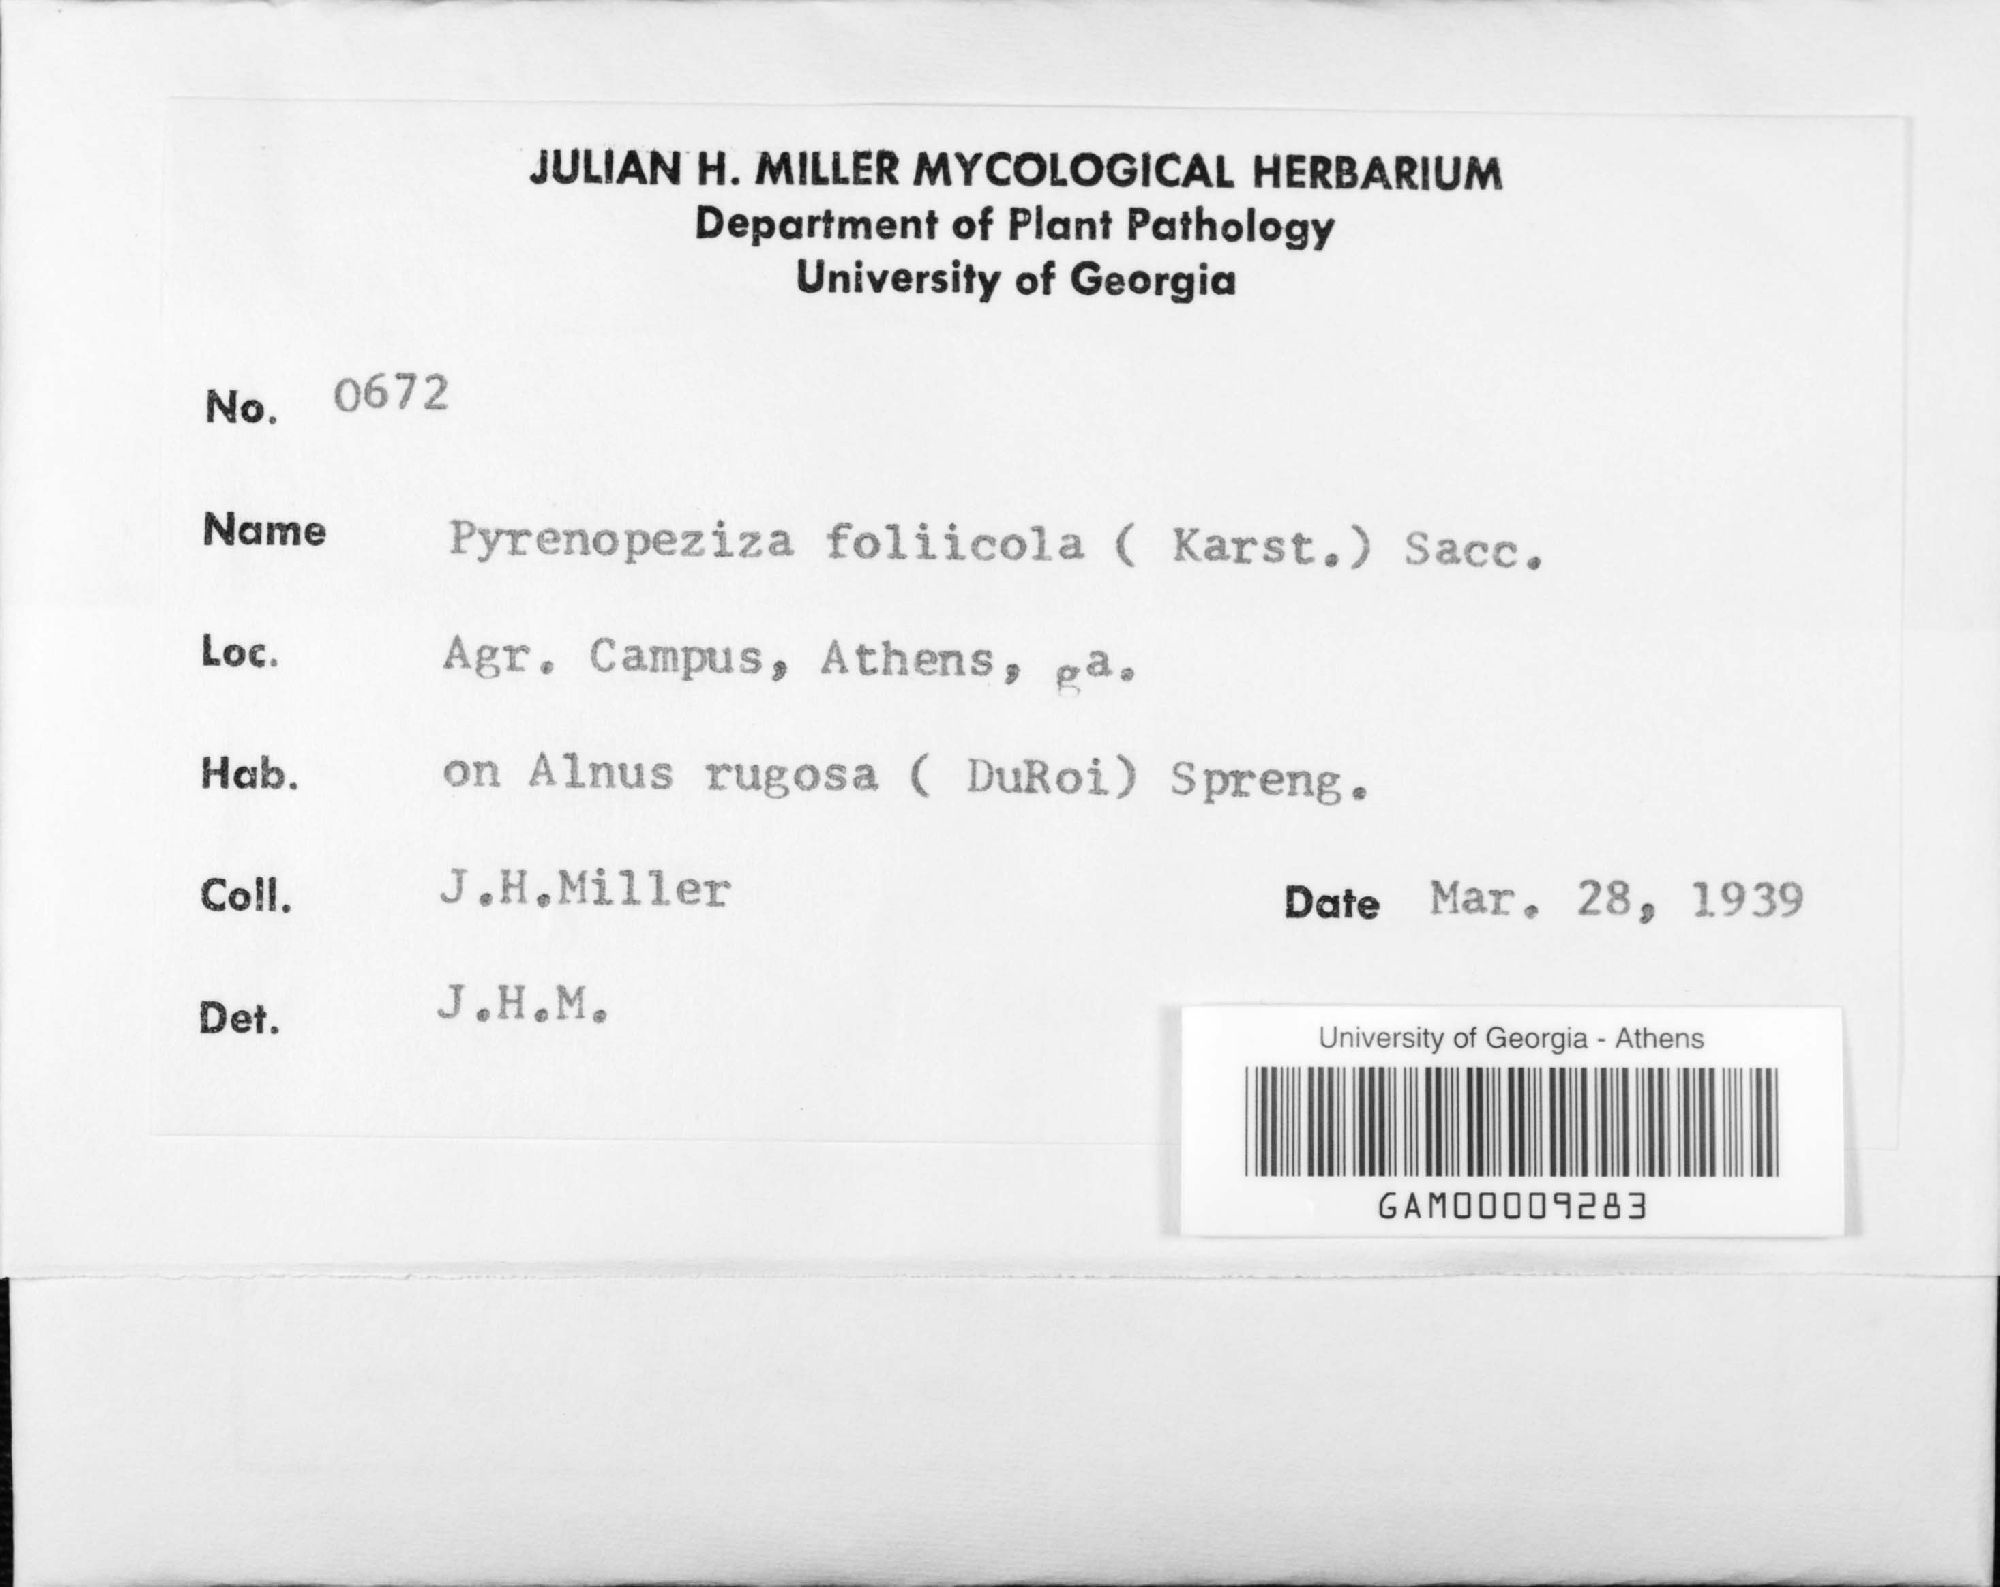 JULIAN H. MILLER MYCOLOGICAL HERBARIUM
Department of Plant Pathology
University of Georgia
No. 0672
Name Pyrenopeziza foliicola ( Karst.) Sacc.
Loc. Agr. Campus, Athens, ga.
Hab. on Alnus rugosa ( DuRoi) Spreng.
Coll. J.H.Miller Date Mar. 28, 1939
Det. J.H.M.
University of Georgia - Athens
GAM00009283